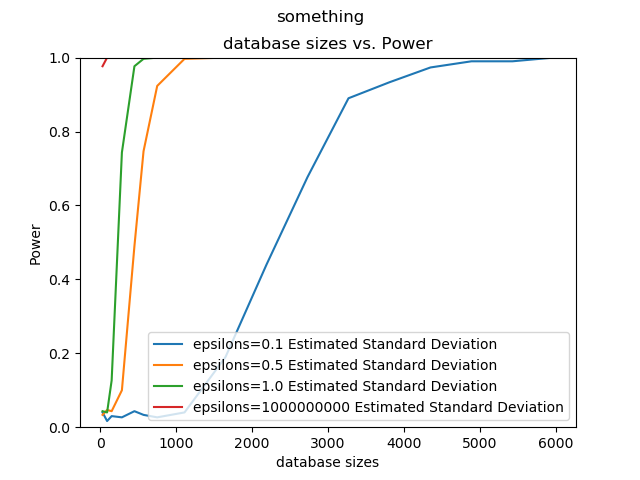 something
database sizes vs. Power
1.0
0.8
0.6
0.4
0.2
0.0
Power
epsilons=0.1 Estimated Standard Deviation
epsilons=0.5 Estimated Standard Deviation
epsilons=1.0 Estimated Standard Deviation
epsilons=1000000000 Estimated Standard Deviation
0 1000 2000 3000 4000 5000 6000
database sizes